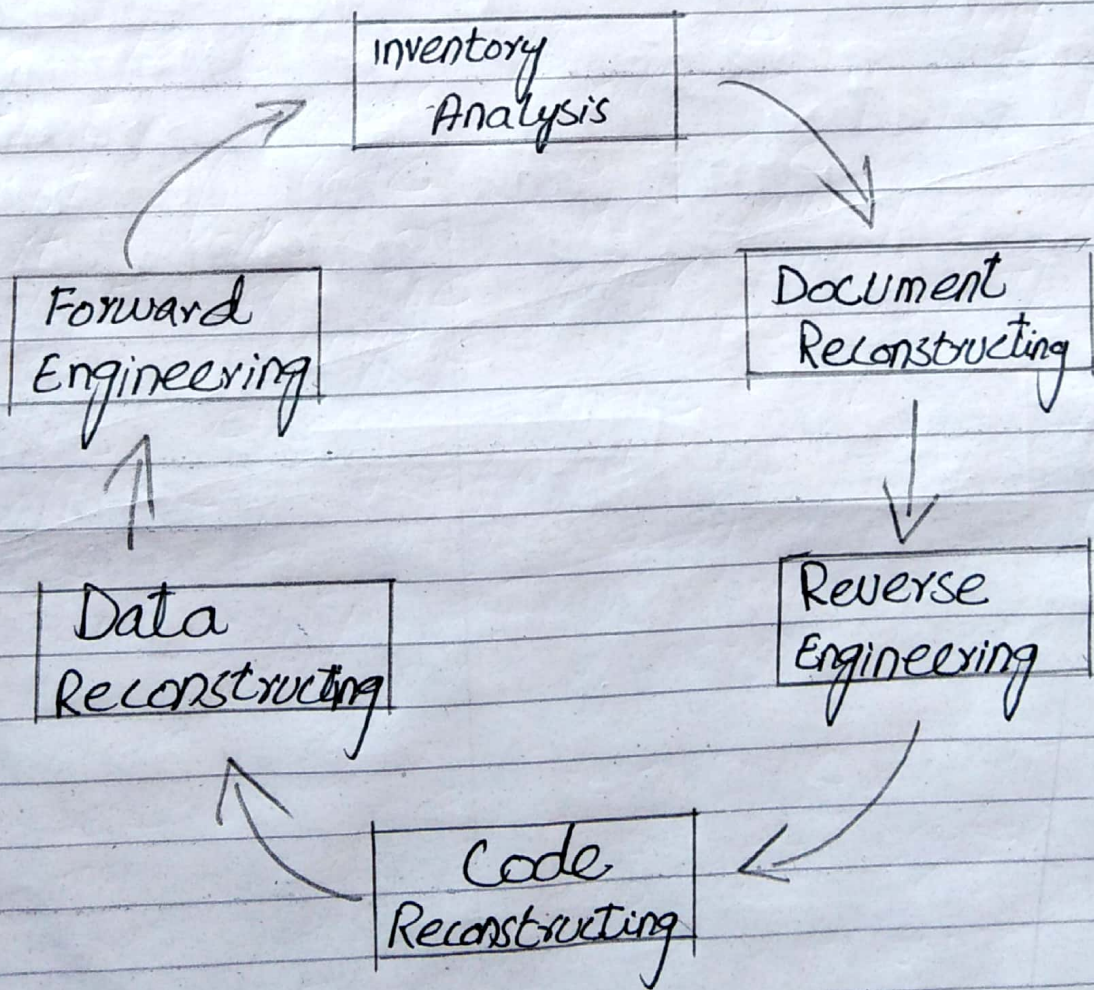 Inventory
Analysis
Document
Reconstructing
Forward
Engineering
Reverse
Engineering
Data
Reconstructing
Code
Reconstructing